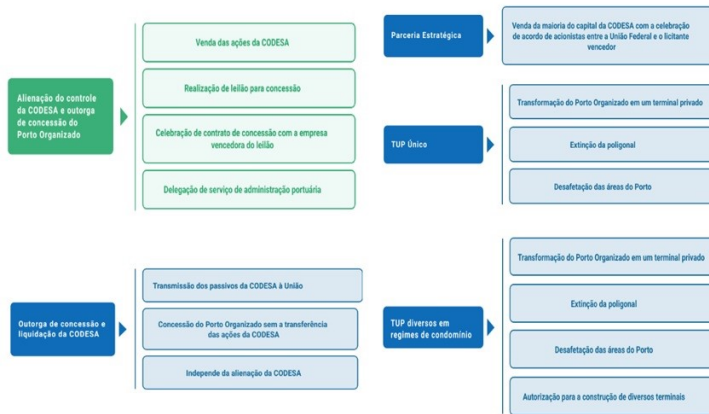 Alienação do controle
da CODESA e outorga
de concessão do
Porto Organizado
Venda das ações da CODESA
Realização de leilão para concessão
Celebração de contrato de concessão com a empresa
vencedora do leilão
Delegação de serviço de administração portuária
Outorga de concessão e
liquidação da CODESA
Transmissão dos passivos da CODESA à União
Concessão do Porto Organizado sem a transferência
das ações da CODESA
Independe da alienação da CODESA
Parceria Estratégica
Venda da maioria do capital da CODESA com a celebração
de acordo de acionistas entre a União Federal e o licitante
vencedor
TUP Único
Transformação do Porto Organizado em um terminal privado
Extinção da poligonal
Desafetação das áreas do Porto
TUP diversos em
regimes de condomínio
Transformação do Porto Organizado em um terminal privado
Extinção da poligonal
Desafetação das áreas do Porto
Autorização para a construção de diversos terminais